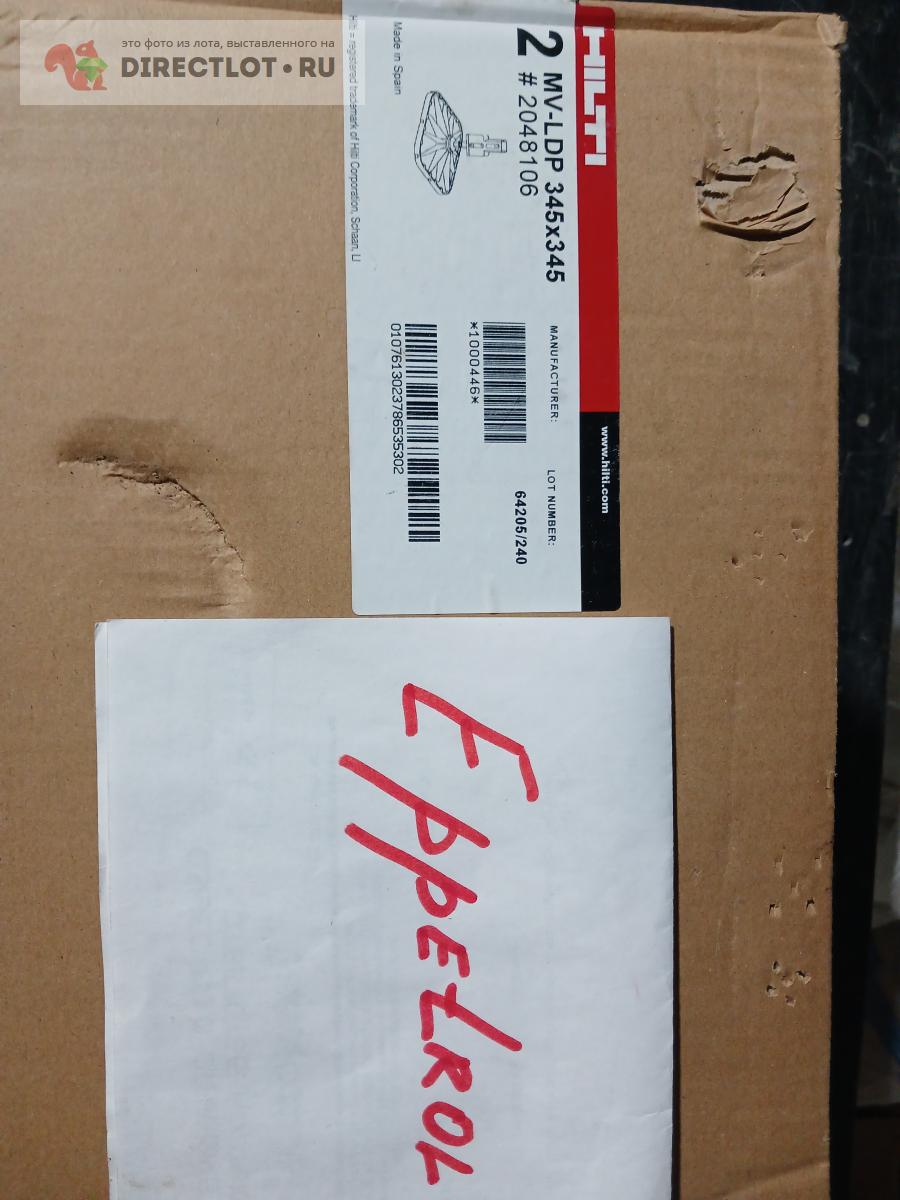 это фото из лота, выставленного на
DIRECTLOT•RU
HILTI
www.hilti.com
2 MV-LDP 345x345
# 2048106
MANUFACTURER:
LOT NUMBER:
*1000446*
64205/240
Made in Spain
0107613023786535302
Hilti = registered trademark of Hilti Corporation, Schaan, LI
EppEtROL